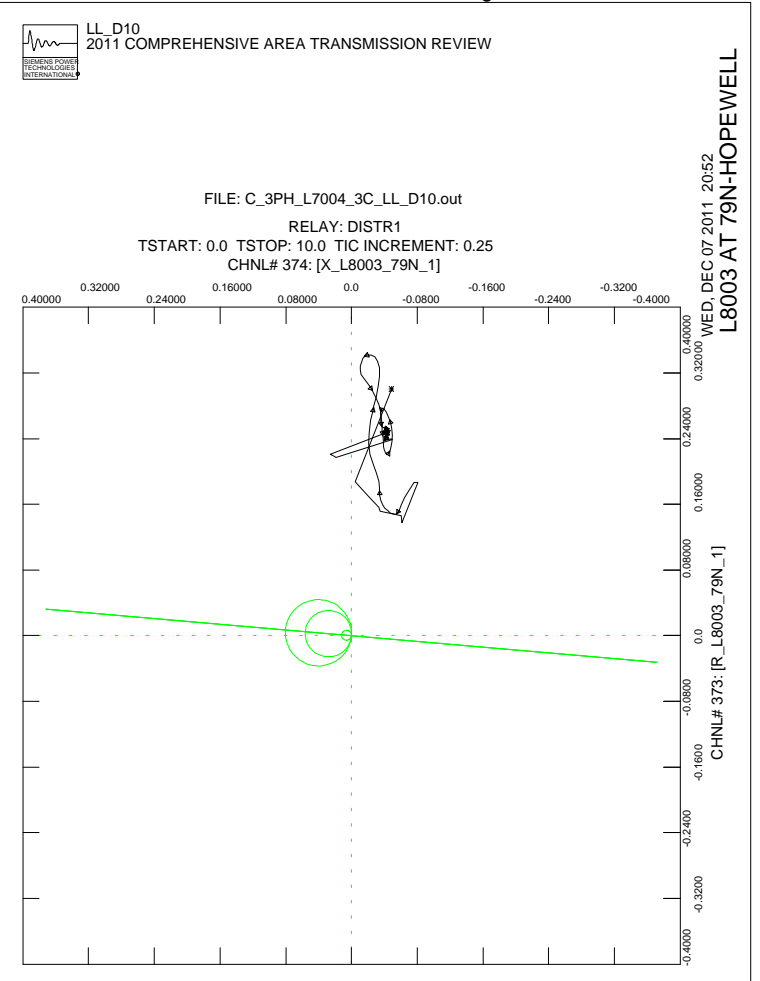 LL_D10
2011 COMPREHENSIVE AREA TRANSMISSION REVIEW
SIEMENS POWER
TECHNOLOGIES
INTERNATIONAL
FILE: C_3PH_L7004_3C_LL_D10.out
RELAY: DISTR1
TSTART: 0.0 TSTOP: 10.0 TIC INCREMENT: 0.25
CHNL# 374: [X_L8003_79N_1]
0.40000 0.32000 0.24000 0.16000 0.08000 0.0 -0.0800 -0.1600 -0.2400 -0.3200 -0.4000
WED, DEC 07 2011 20:52
L8003 AT 79N-HOPEWELL
0.40000
0.32000
0.24000
0.16000
0.08000
0.0
-0.0800
-0.1600
-0.2400
-0.3200
-0.4000
CHNL# 373: [R_L8003_79N_1]